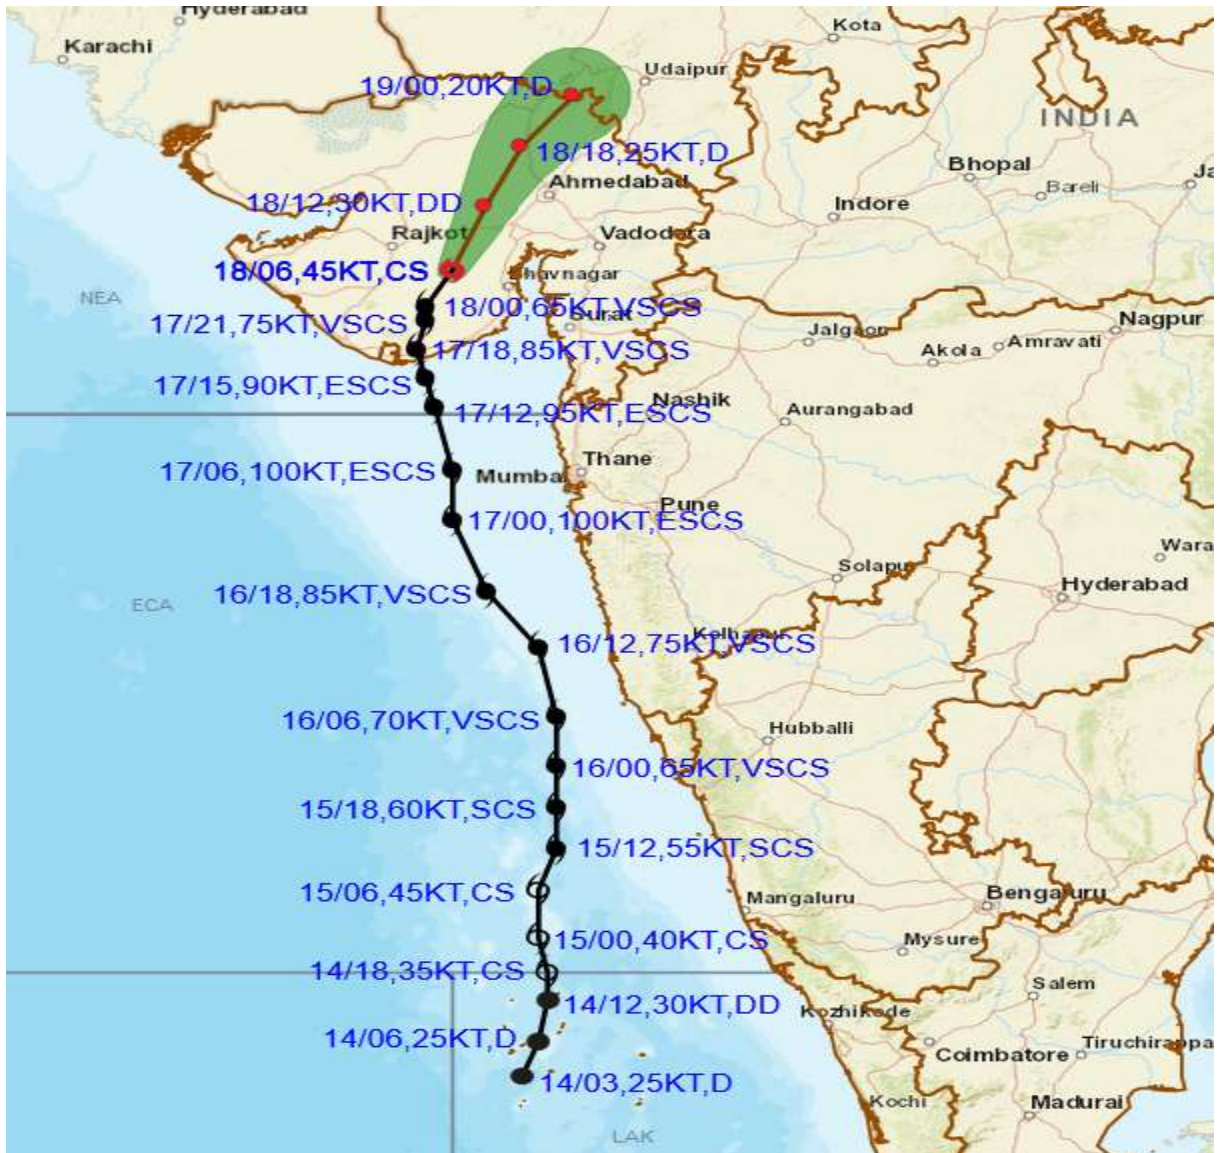 Hyderabad
Karachi
Kota
Udaipur
19/00,20KT,D
INDIA
18/18,25KT,D
Bhopal
Ja
Ahmedabad
Bareli
18/12,30KT,DD
Indore
Rajkot
Vadodara
18/06,45KT,CS
Bhavnagar
NEA
18/00,65KT,VSCS
17/21,75KT,VSCS
Surat
Nagpur
Jalgaon
17/18,85KT,VSCS
Akola
Amravati
17/15,90KT,ESCS
Nashik
17/12,95KT,ESCS
Aurangabad
Thane
17/06,100KT,ESCS
Mumbai
Pune
17/00,100KT,ESCS
Wara
Solapur
Hyderabad
16/18,85KT,VSCS
ECA
Kolhapur
16/12,75KT,VSCS
16/06,70KT,VSCS
Hubballi
16/00,65KT,VSCS
15/18,60KT,SCS
15/12,55KT,SCS
15/06,45KT,CS
Mangaluru
Bengaluru
15/00,40KT,CS
Mysure
14/18,35KT,CS
Salem
14/12,30KT,DD
Kozhikode
14/06,25KT,D
Coimbatore
Tiruchirappa
14/03,25KT,D
Kochi
Madurai
LAK